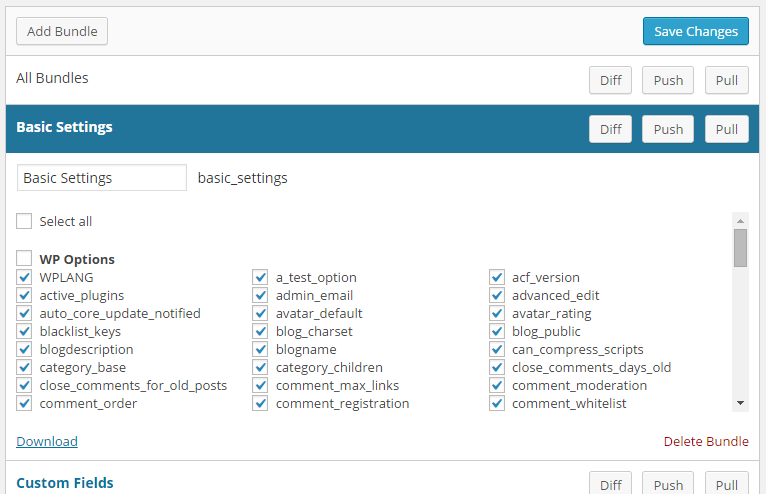 Add Bundle Save Changes
All Bundles Diff Push Pull
Basic Settings Diff Push Pull
Basic Settings basic_settings
Select all
WP Options
WPLANG a_test_option acf_version
active_plugins admin_email advanced_edit
auto_core_update_notified avatar_default avatar_rating
blacklist_keys blog_charset blog_public
blogdescription blogname can_compress_scripts
category_base category_children close_comments_days_old
close_comments_for_old_posts comment_max_links comment_moderation
comment_order comment_registration comment_whitelist
Download Delete Bundle
Custom Fields Diff Push Pull